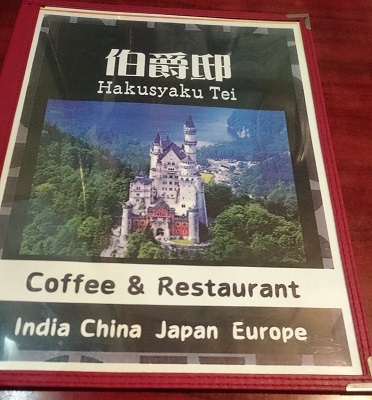 伯爵邸
Hakusyaku Tei
Coffee & Restaurant
India China Japan Europe